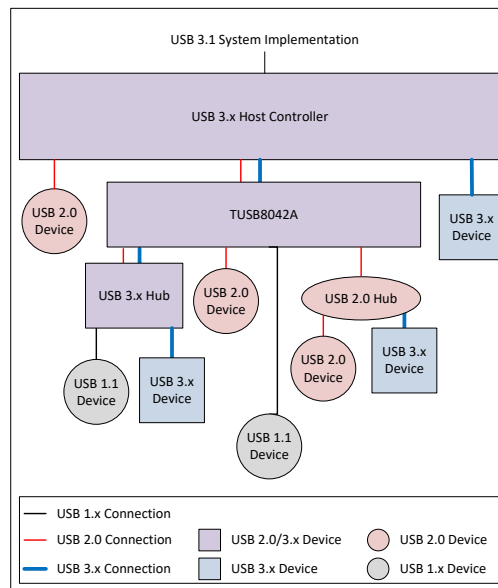 USB 3.1 System Implementation
USB 3.x Host Controller
USB 2.0
Device
TUSB8042A
USB 3.x
Device
USB 3.x Hub
USB 2.0
Device
USB 2.0 Hub
USB 1.1
Device
USB 3.x
Device
USB 2.0
Device
USB 3.x
Device
USB 1.1
Device
USB 1.x Connection
USB 2.0 Connection
USB 2.0/3.x Device
USB 2.0 Device
USB 3.x Connection
USB 3.x Device
USB 1.x Device